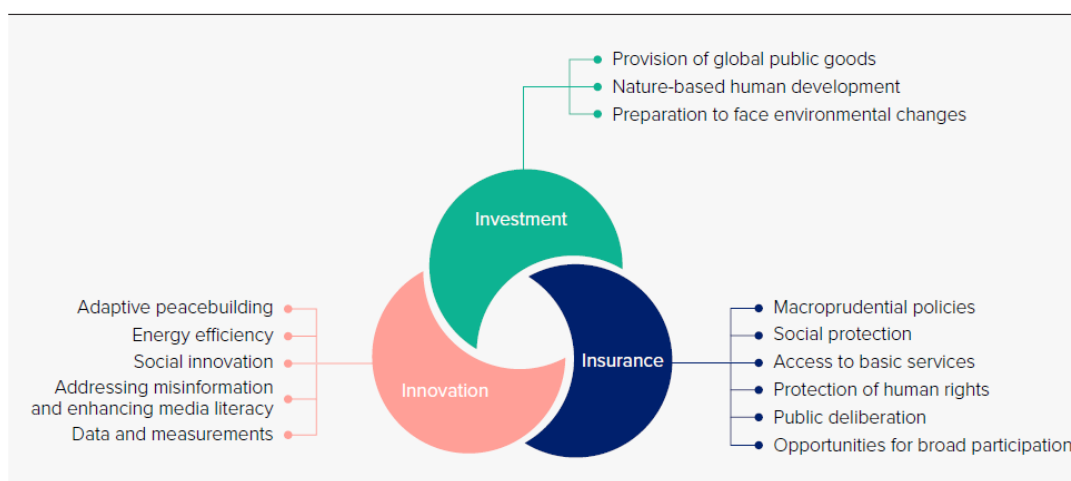 Provision of global public goods
Nature-based human development
Preparation to face environmental changes
Investment
Adaptive peacebuilding
Energy efficiency
Social innovation
Addressing misinformation
and enhancing media literacy
Data and measurements
Innovation
Insurance
Macroprudential policies
Social protection
Access to basic services
Protection of human rights
Public deliberation
Opportunities for broad participation